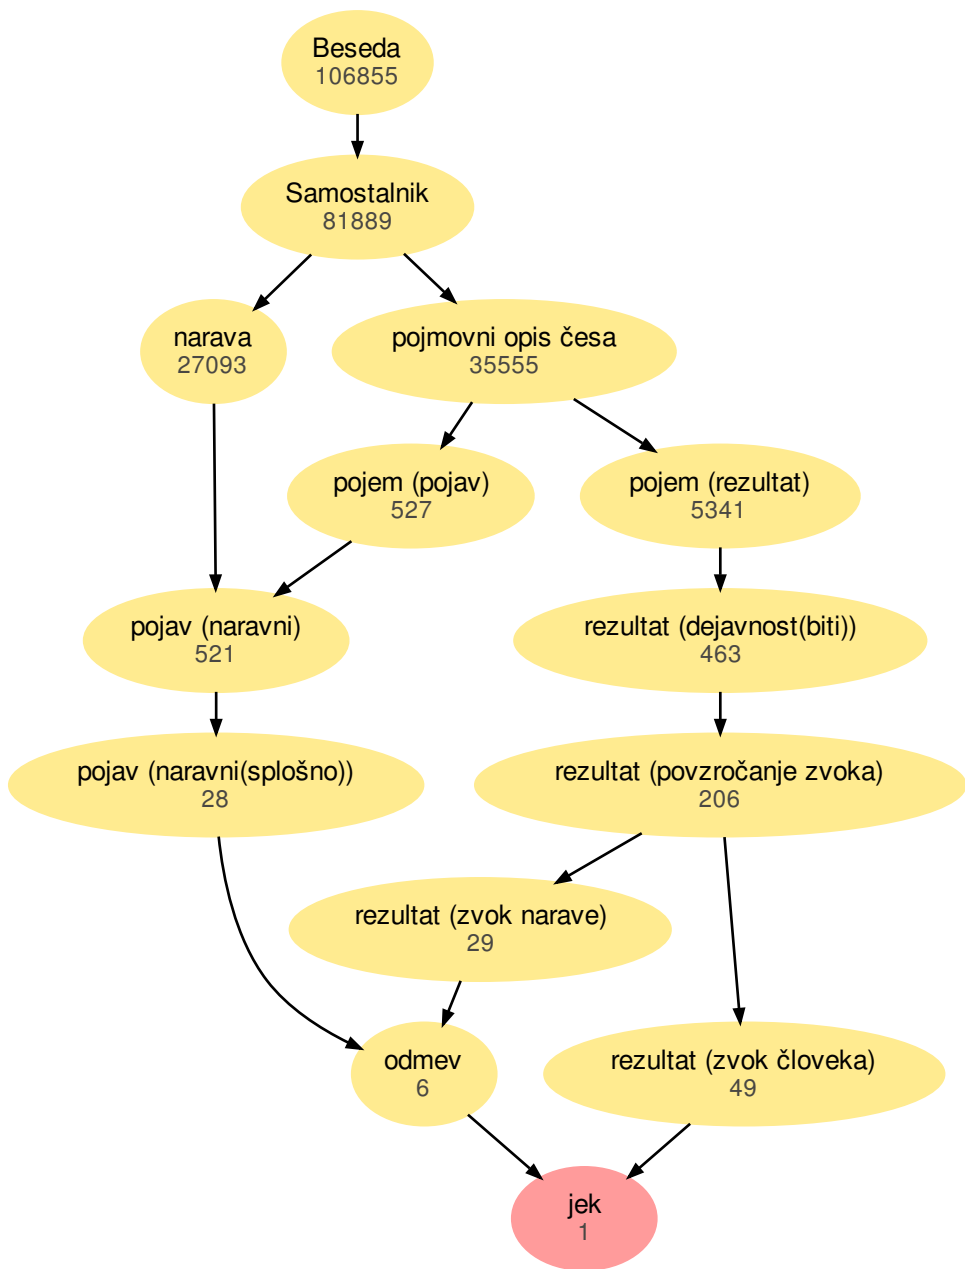 Beseda
106855
Samostalnik
81889
narava
27093
pojmovni opis česa
35555
pojem (pojav)
527
pojem (rezultat)
5341
pojav (naravni)
521
rezultat (dejavnost(biti))
463
pojav (naravni(splošno))
28
rezultat (povzročanje zvoka)
206
rezultat (zvok narave)
29
odmev
6
rezultat (zvok človeka)
49
jek
1